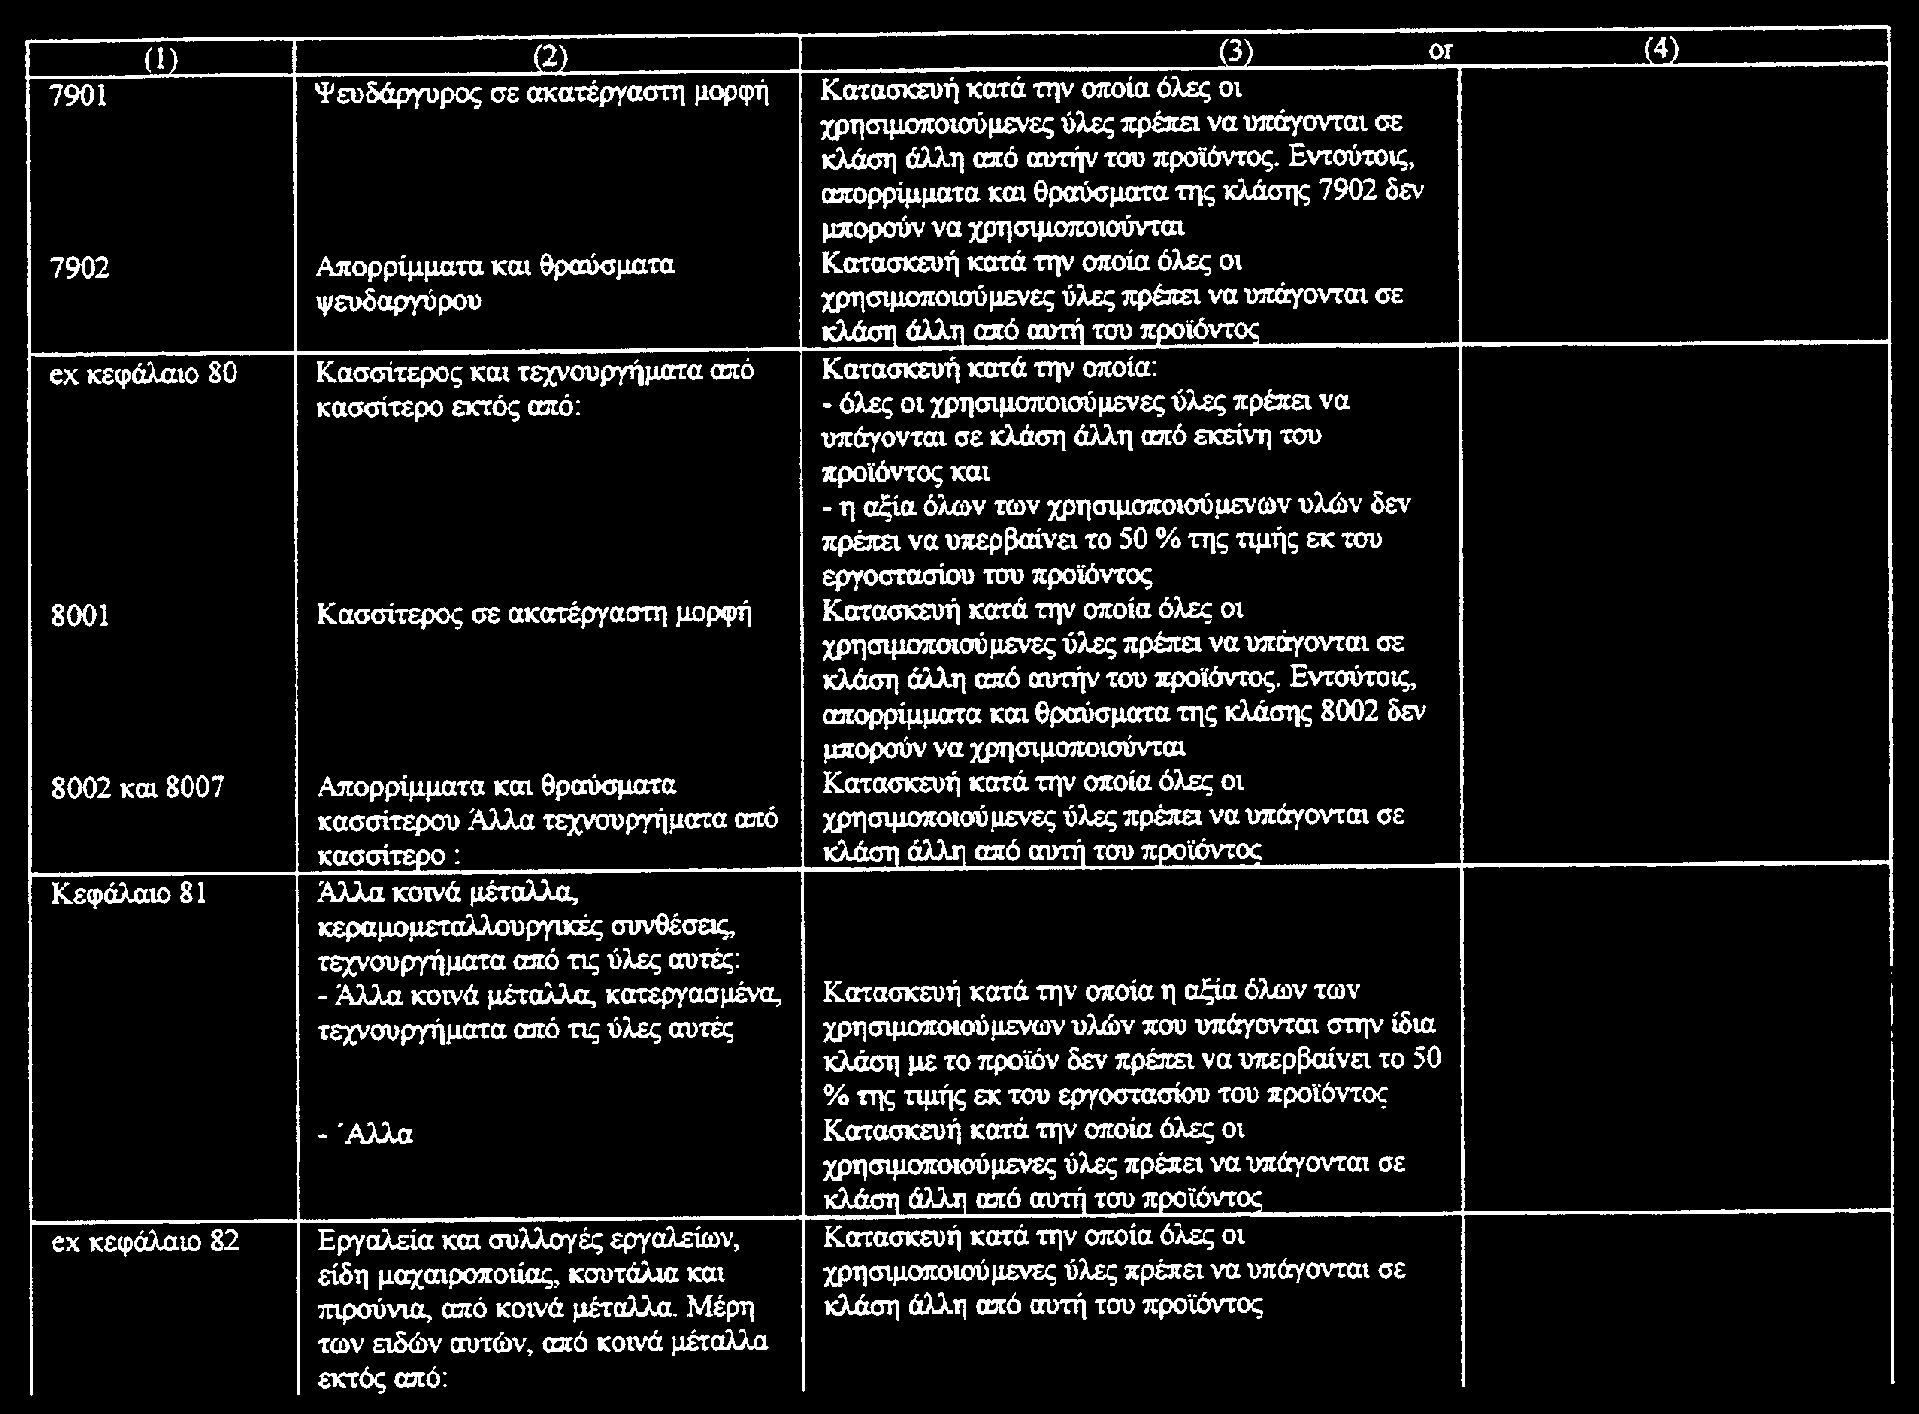 (1) (2) (3) or (4)
7901 Ψευδάργυρος σε ακατέργαστη μορφή Κατασκευή κατά την οποία όλες οι
χρησιμοποιούμενες ύλες πρέπει να υπάγονται σε
κλάση άλλη από αυτήν του προϊόντος. Εντούτοις,
απορρίμματα και θραύσματα της κλάσης 7902 δεν
μπορούν να χρησιμοποιούνται
7902 Απορρίμματα και θραύσματα Κατασκευή κατά την οποία όλες οι
ψευδαργύρου χρησιμοποιούμενες ύλες πρέπει να υπάγονται σε
κλάση άλλη από αυτή του προϊόντος
ex κεφάλαιο 80 Κασσίτερος και τεχνουργήματα από Κατασκευή κατά την οποία:
κασσίτερο εκτός από: - όλες οι χρησιμοποιούμενες ύλες πρέπει να
υπάγονται σε κλάση άλλη από εκείνη του
προϊόντος και
- η αξία όλων των χρησιμοποιούμενων υλών δεν
πρέπει να υπερβαίνει το 50 % της τιμής εκ του
εργοστασίου του προϊόντος
8001 Κασσίτερος σε ακατέργαστη μορφή Κατασκευή κατά την οποία όλες οι
χρησιμοποιούμενες ύλες πρέπει να υπάγονται σε
κλάση άλλη από αυτήν του προϊόντος. Εντούτοις,
απορρίμματα και θραύσματα της κλάσης 8002 δεν
μπορούν να χρησιμοποιούνται
8002 και 8007 Απορρίμματα και θραύσματα Κατασκευή κατά την οποία όλες οι
κασσίτερου Άλλα τεχνουργήματα από χρησιμοποιούμενες ύλες πρέπει να υπάγονται σε
κασσίτερο : κλάση άλλη από αυτή του προϊόντος
Κεφάλαιο 81 Άλλα κοινά μέταλλα,
κεραμομεταλλουργικές συνθέσεις,
τεχνουργήματα από τις ύλες αυτές:
- Άλλα κοινά μέταλλα, κατεργασμένα, Κατασκευή κατά την οποία η αξία όλων των
τεχνουργήματα από τις ύλες αυτές χρησιμοποιούμενων υλών που υπάγονται στην ίδια
κλάση με το προϊόν δεν πρέπει να υπερβαίνει το 50
% της τιμής εκ του εργοστασίου του προϊόντος
- Άλλα Κατασκευή κατά την οποία όλες οι
χρησιμοποιούμενες ύλες πρέπει να υπάγονται σε
κλάση άλλη από αυτή του προϊόντος
ex κεφάλαιο 82 Εργαλεία και συλλογές εργαλείων, Κατασκευή κατά την οποία όλες οι
είδη μαχαιροποιίας, κουτάλια και χρησιμοποιούμενες ύλες πρέπει να υπάγονται σε
πιρούνια, από κοινά μέταλλα. Μέρη κλάση άλλη από αυτή του προϊόντος
των ειδών αυτών, από κοινά μέταλλα
εκτός από: